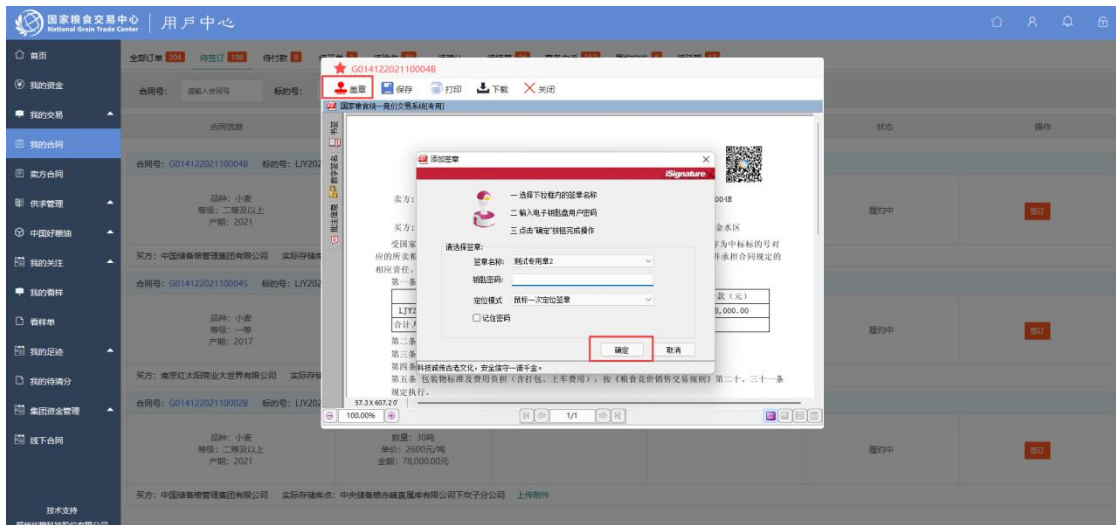 国家粮食交易中心
National Grain Trade Center
用户中心
首页
我的资金
我的交易
我的合同
卖方合同
供求管理
中国好粮油
我的关注
我的看样
看样单
我的足迹
我的待清分
集团资金管理
线下合同
技术支持
全部订单 204 待签订 198 待付款
合同号: 请输入合同号 标的号:
合同信息 状态 操作
合同号: G0141220211000048 标的号: LJY202
品种: 小麦
等级: 二等及以上
产期: 2021
履约中 签订
买方: 中国储备粮管理集团有限公司 实际存储库
合同号: G014122021100045 标的号: LJY202
品种: 小麦
等级: 一等
产期: 2017
履约中 签订
买方: 南京红太阳商业大世界有限公司 实际存储
标的号: LJY202
品种: 小麦
等级: 二等及以上
产期: 2021
数量: 30吨
单价: 2600元/吨
金额: 78,000.00元
履约中 签订
买方: 中国储备粮管理集团有限公司 实际存储库点: 中央储备粮赤峰直属库有限公司下坎子分公司 上传附件
盖章 保存 打印 下载 关闭
国家粮食统一竞价交易系统[专用]
书签
数字签名
批注信息
卖方:
买方: 金水区
受国家 家为中标标的号对
应的所卖粮 并承担合同规定的
相应责任。
第一条
款(元)
LJY2 ,000.00
合计人
第二条
第三条
第四条
第五条 包装物标准及费用负担(含打包、上车费用):按《粮食竞价销售交易规则》第二十、三十一条
规定执行。
57.3 X 607.2
100.00% 1/1
添加签章
iSignature
一 选择下拉框内的签章名称
二 输入电子钥匙盘用户密码
三 点击"确定"按钮完成操作
请选择签章:
签章名称: 测试专用章2
钥匙密码:
定位模式 鼠标一次定位签章
记住密码
确定 取消
科技诚传古老文化,安全信守一诺千金。